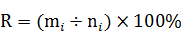 R = (mᵢ ÷ nᵢ) × 100%